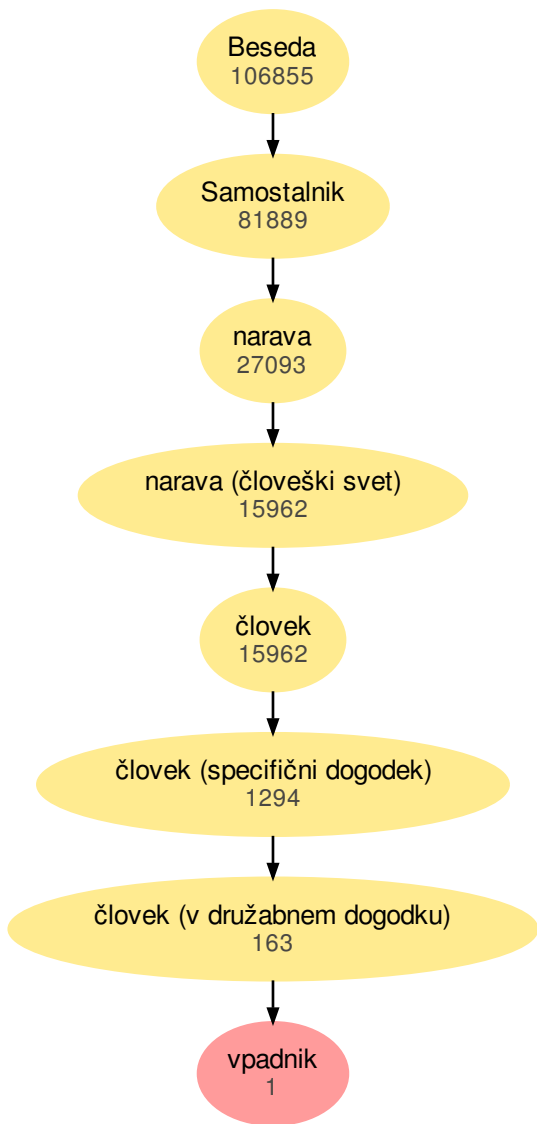 Beseda
106855
Samostalnik
81889
narava
27093
narava (človeški svet)
15962
človek
15962
človek (specifični dogodek)
1294
človek (v družabnem dogodku)
163
vpadnik
1